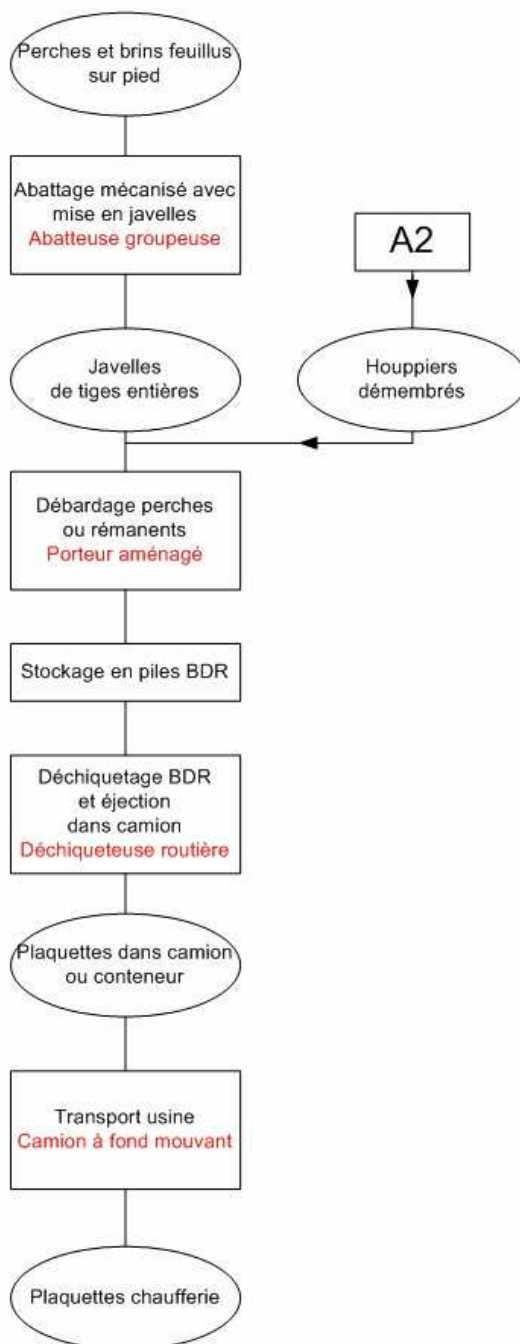 Perches et brins feuillus
sur pied
Abattage mécanisé avec
mise en javelles
Abatteuse groupeuse
A2
Javelles
de tiges entières
Houppiers
démembrés
Débardage perches
ou rémanents
Porteur aménagé
Stockage en piles BDR
Déchiquetage BDR
et éjection
dans camion
Déchiqueteuse routière
Plaquettes dans camion
ou conteneur
Transport usine
Camion à fond mouvant
Plaquettes chaufferie